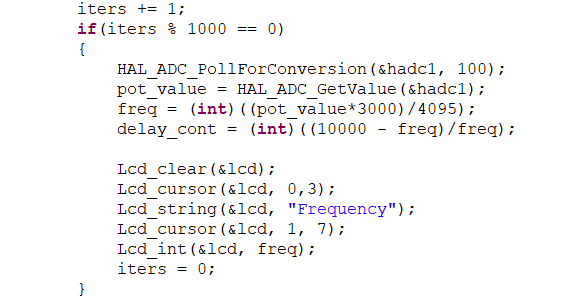 iters += 1;
if(iters % 1000 == 0)
{
HAL_ADC_PollForConversion(&hadc1, 100);
pot_value = HAL_ADC_GetValue(&hadc1);
freq = (int)((pot_value*3000)/4095);
delay_cont = (int)((10000 - freq)/freq);
Lcd_clear(&lcd);
Lcd_cursor(&lcd, 0,3);
Lcd_string(&lcd, "Frequency");
Lcd_cursor(&lcd, 1, 7);
Lcd_int(&lcd, freq);
iters = 0;
}